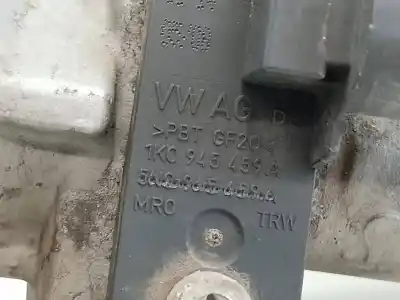 VW AG D
>PBT GF20<
1K0 945 459 A
MRO TRW